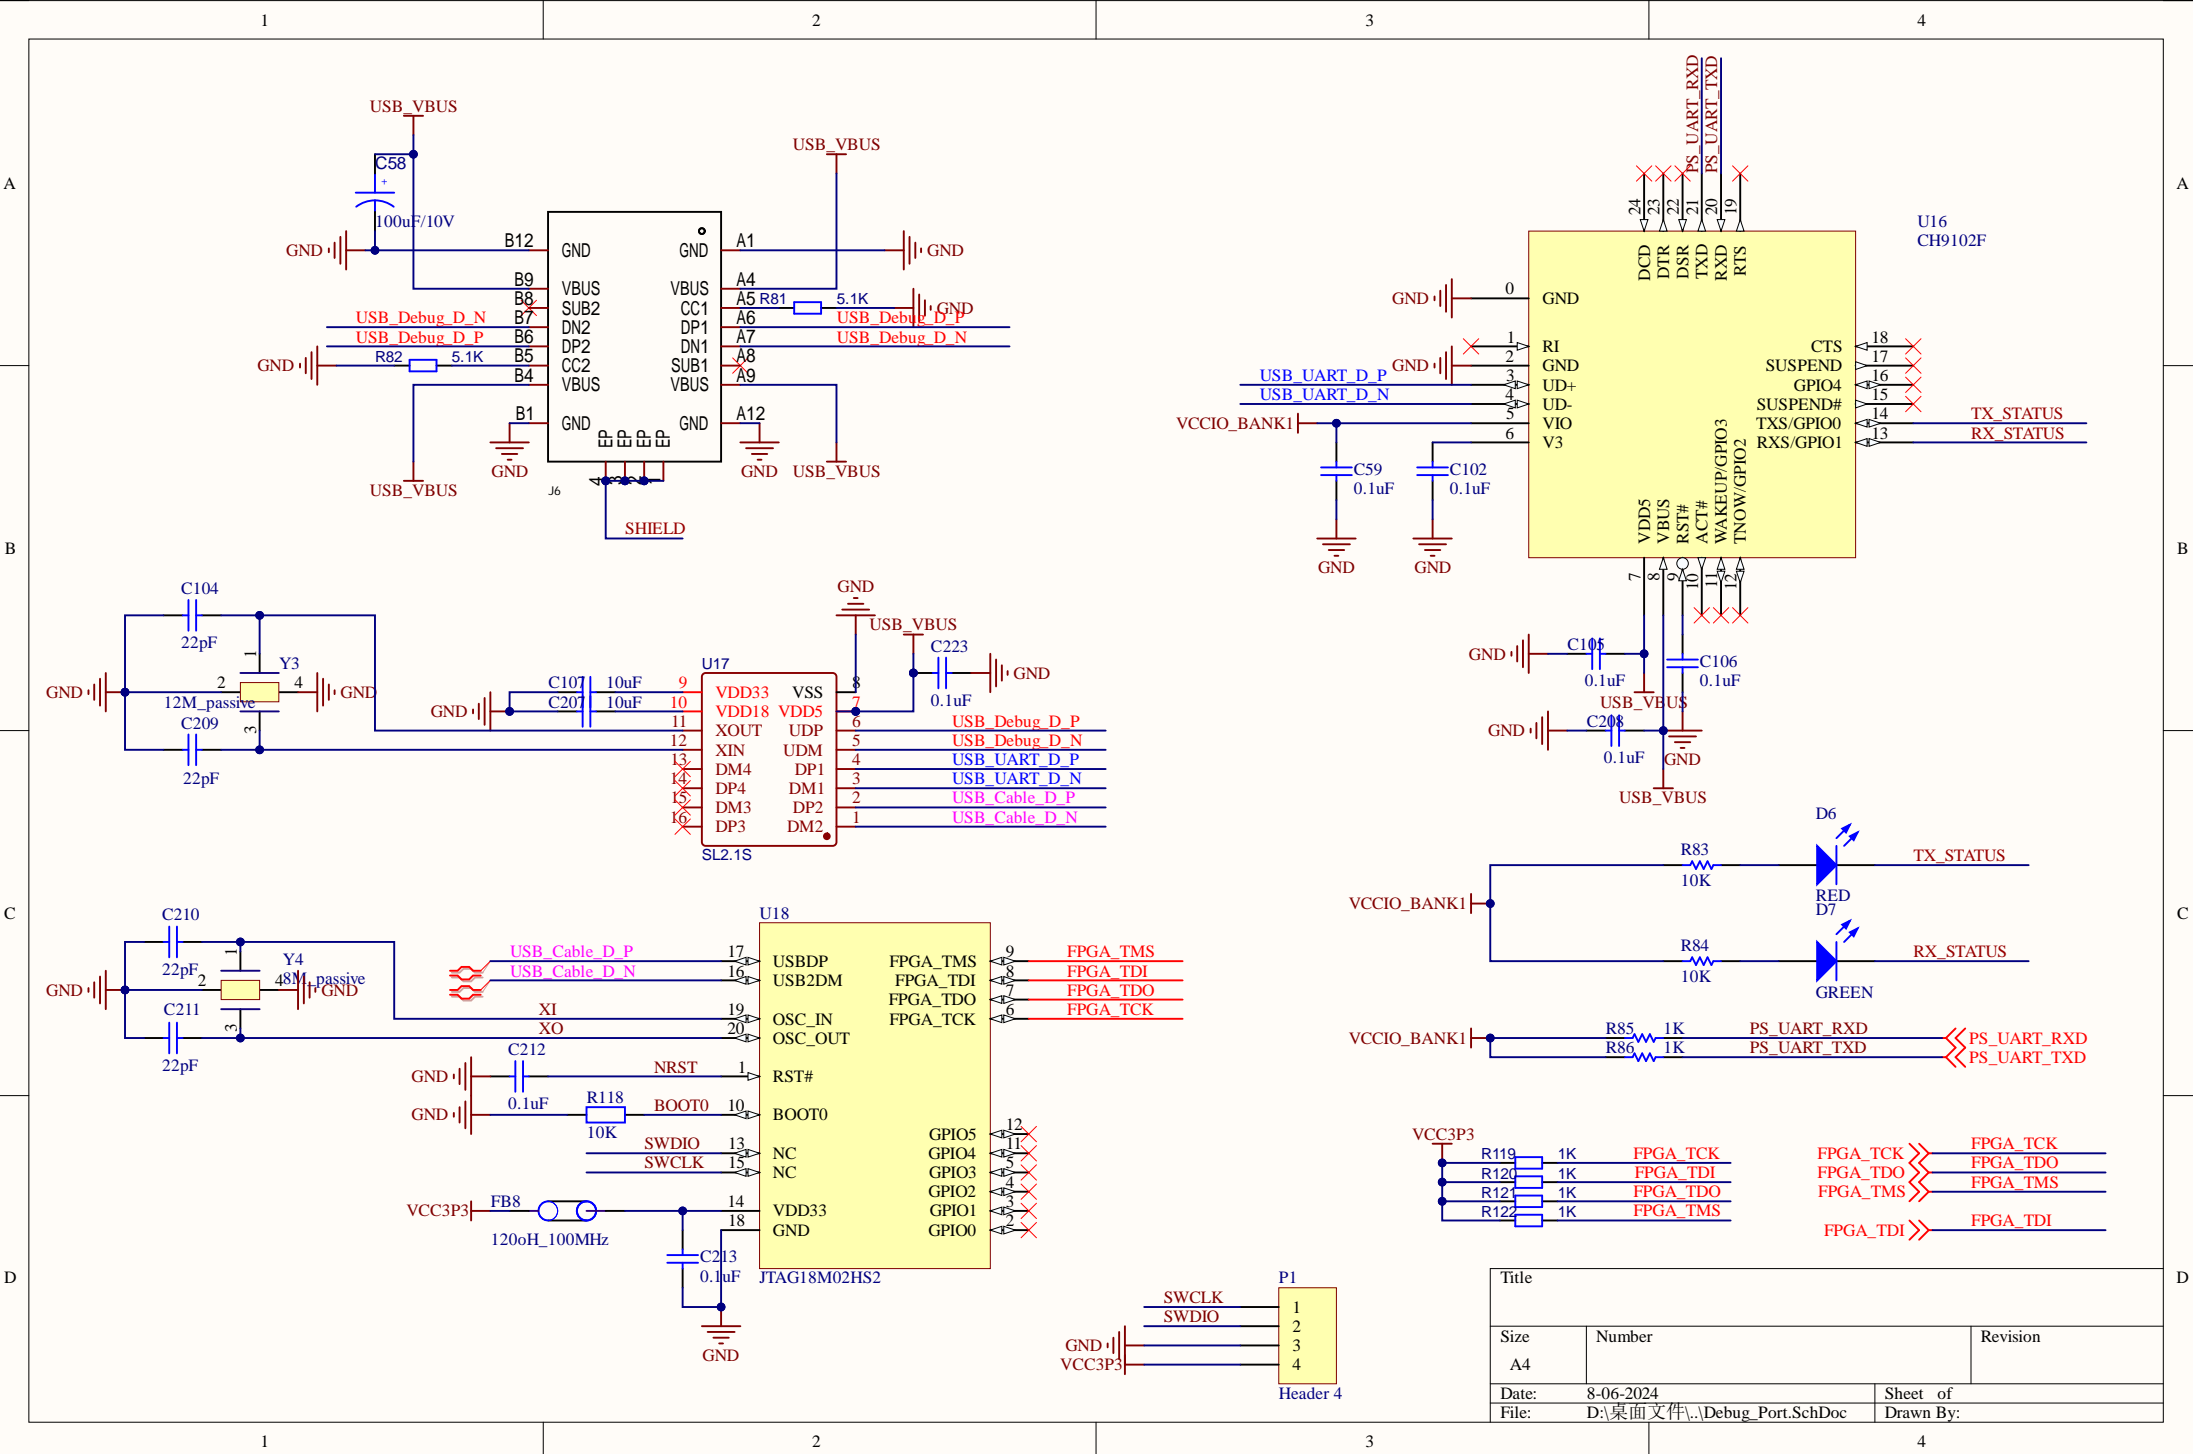 1 2 3 4
A A
B B
C C
D D
1 2 3 4
USB_VBUS
C58
+
100uF/10V
GND
USB_VBUS
GND
B12 GND GND A1
B9 VBUS VBUS A4
B8 SUB2 CC1 A5 R81 5.1K GND
USB_Debug_D_N B7 DN2 DP1 A6 USB_Debug_D_P
USB_Debug_D_P B6 DP2 DN1 A7 USB_Debug_D_N
GND R82 5.1K B5 CC2 SUB1 A8
B4 VBUS VBUS A9
B1 GND GND A12
EP EP EP EP
GND GND
USB_VBUS USB_VBUS
J6
4
SHIELD
PS_UART_RXD
PS_UART_TXD
24 23 22 21 20 19
DCD DTR DSR TXD RXD RTS
U16
CH9102F
GND 0 GND
1 RI
GND 2 GND
USB_UART_D_P 3 UD+
USB_UART_D_N 4 UD-
VCCIO_BANK1 5 VIO
6 V3
CTS 18
SUSPEND 17
GPIO4 16
SUSPEND# 15
TXS/GPIO0 14 TX_STATUS
RXS/GPIO1 13 RX_STATUS
C59
0.1uF
GND
C102
0.1uF
GND
VDD5 VBUS RST# ACT# WAKEUP/GPIO3 TNOW/GPIO2
7 8 9 10 11 12
GND C105
0.1uF
USB_VBUS
C106
0.1uF
GND
GND C208
0.1uF
USB_VBUS
C104
22pF
1
Y3
GND 2 4 GND
12M_passive
C209
3
22pF
GND
USB_VBUS
C223
GND
0.1uF
U17
GND
C107 10uF 9 VDD33 VSS 8
C207 10uF 10 VDD18 VDD5 7
11 XOUT UDP 6 USB_Debug_D_P
12 XIN UDM 5 USB_Debug_D_N
13 DM4 DP1 4 USB_UART_D_P
14 DP4 DM1 3 USB_UART_D_N
15 DM3 DP2 2 USB_Cable_D_P
16 DP3 DM2 1 USB_Cable_D_N
SL2.1S
C210
22pF
1
Y4
8M_passive
GND 2 4 GND
C211
3
22pF
U18
USB_Cable_D_P 17 USBDP FPGA_TMS 9 FPGA_TMS
USB_Cable_D_N 16 USB2DM FPGA_TDI 8 FPGA_TDI
FPGA_TDO 7 FPGA_TDO
XI 19 OSC_IN FPGA_TCK 6 FPGA_TCK
XO 20 OSC_OUT
C212
GND NRST 1 RST#
0.1uF
GND R118 BOOT0 10 BOOT0
10K
GPIO5 12
SWDIO 13 NC GPIO4 11
SWCLK 15 NC GPIO3 5
GPIO2 4
VCC3P3 FB8 14 VDD33 GPIO1 3
18 GND GPIO0 2
120oH_100MHz
C213
0.1uF
JTAG18M02HS2
GND
D6
R83 TX_STATUS
10K RED
VCCIO_BANK1
D7
R84 RX_STATUS
10K
GREEN
VCCIO_BANK1
R85 1K PS_UART_RXD PS_UART_RXD
R86 1K PS_UART_TXD PS_UART_TXD
VCC3P3
R119 1K FPGA_TCK
R120 1K FPGA_TDI
R121 1K FPGA_TDO
R122 1K FPGA_TMS
FPGA_TCK FPGA_TCK
FPGA_TDO FPGA_TDO
FPGA_TMS FPGA_TMS
FPGA_TDI FPGA_TDI
P1
SWCLK 1
SWDIO 2
GND 3
VCC3P3 4
Header 4
Title
Size Number Revision
A4
Date: 8-06-2024 Sheet of
File: D:\桌面文件\..\Debug_Port.SchDoc Drawn By: